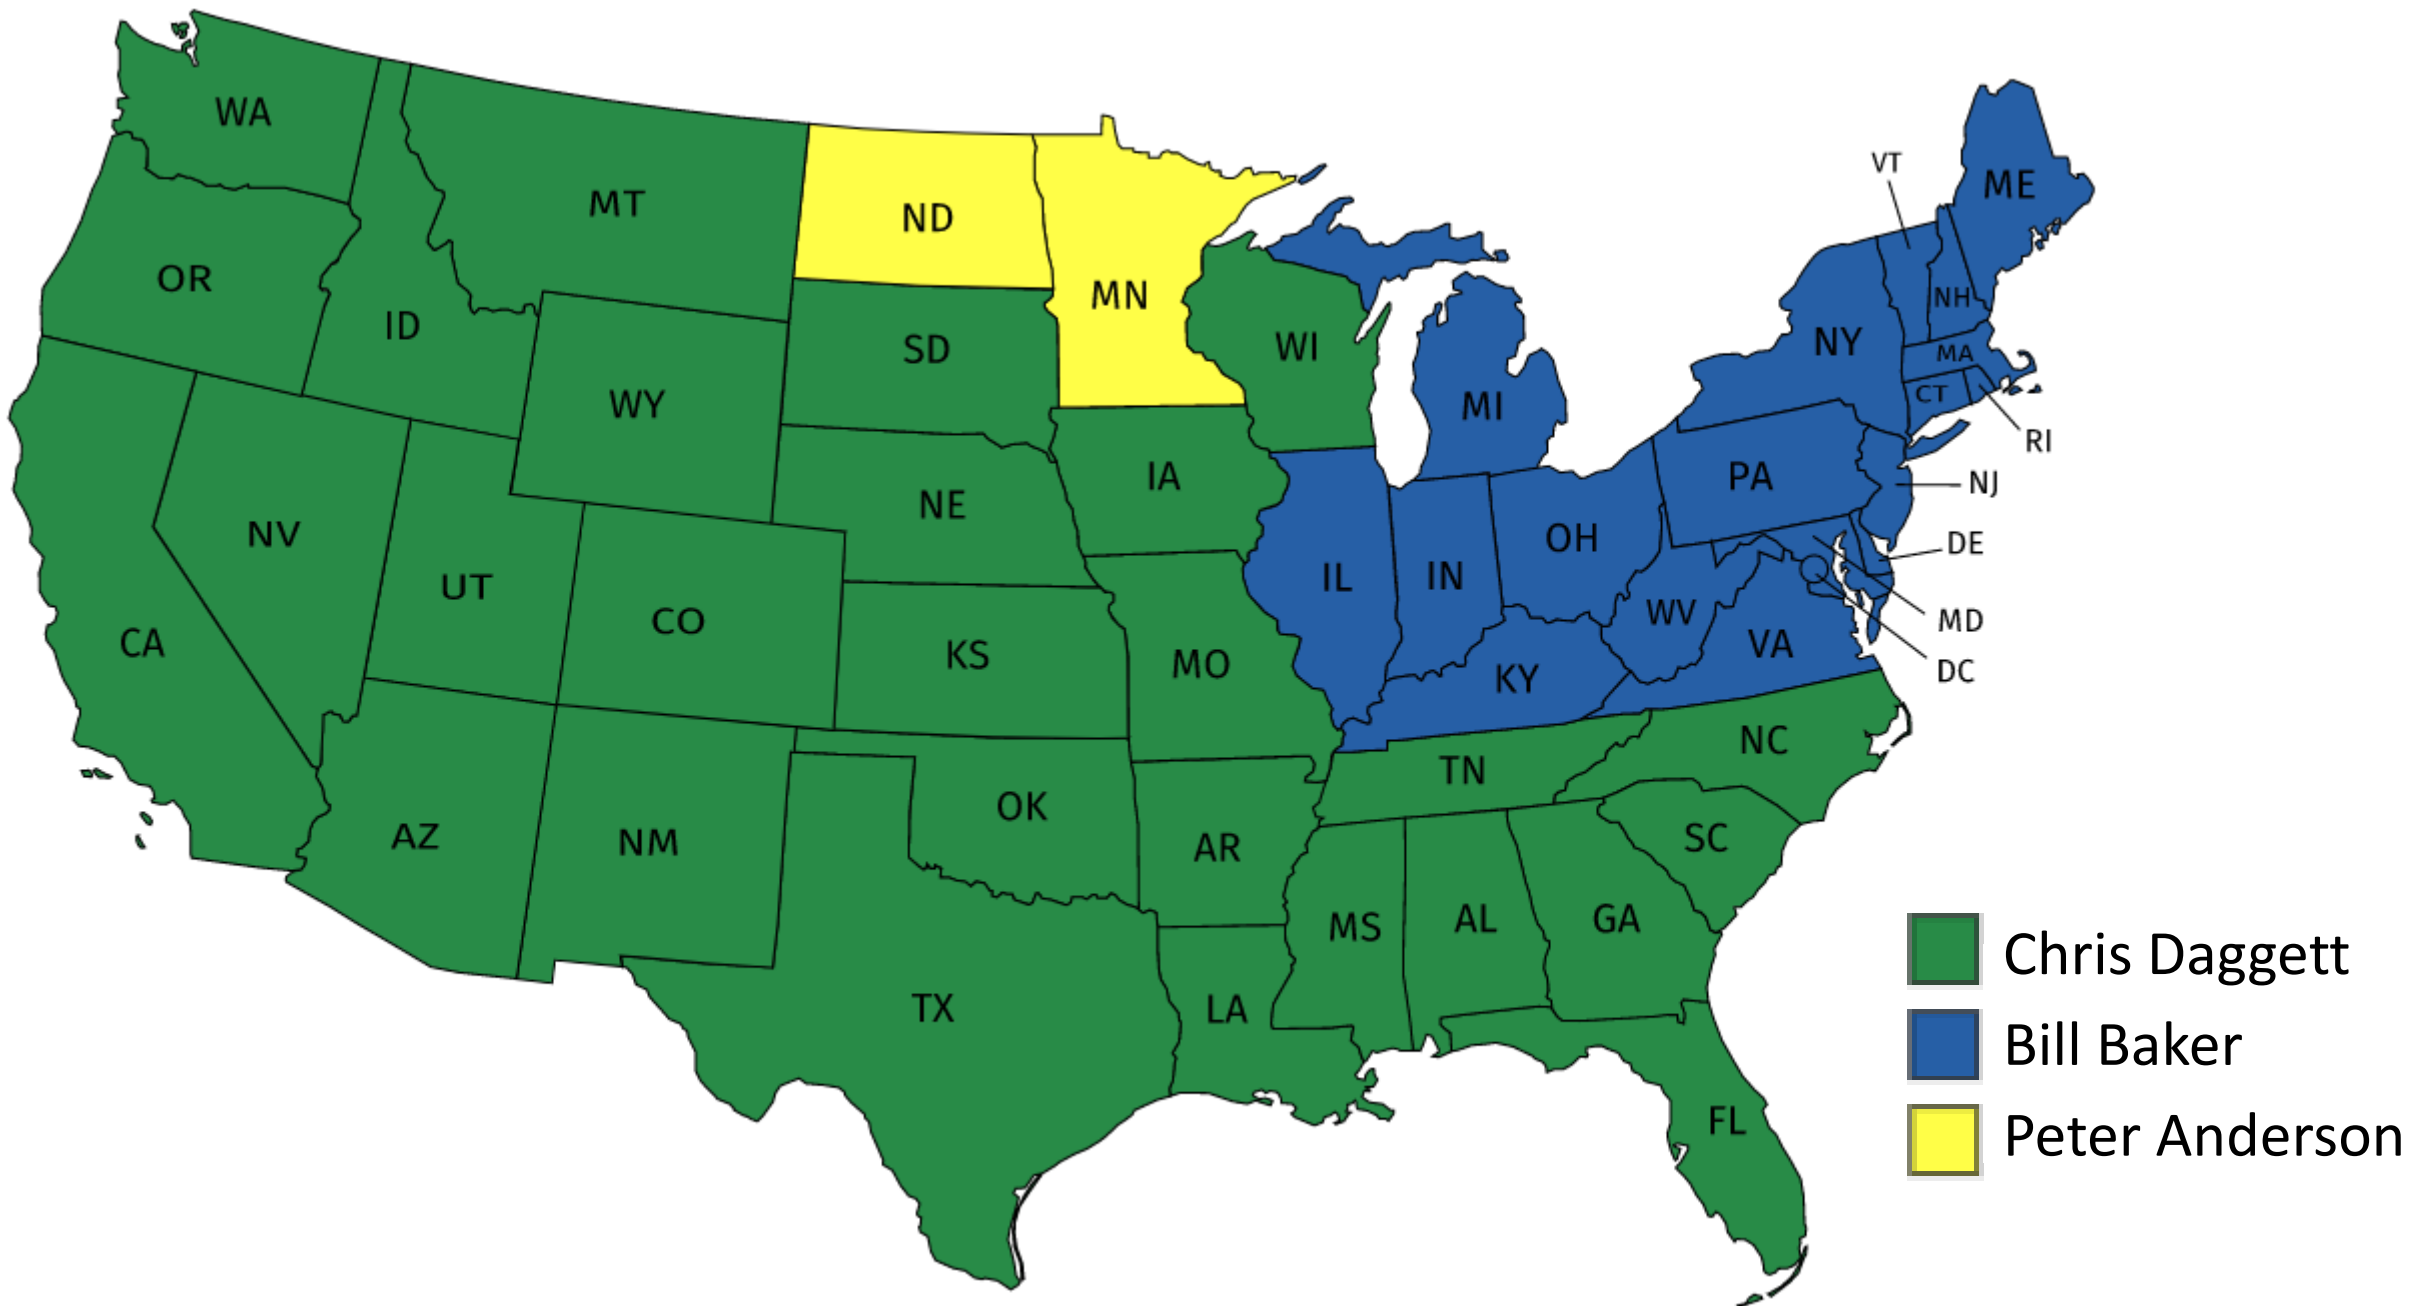 WA
MT
ND
MN
VT
ME
OR
ID
SD
WI
NH
NY
MA
MI
CT
RI
WY
IA
PA
NJ
NE
NV
OH
DE
IL
IN
UT
CO
WV
MD
CA
KS
MO
VA
DC
KY
NC
TN
OK
AZ
NM
AR
SC
MS
AL
GA
TX
LA
FL
Chris Daggett
Bill Baker
Peter Anderson